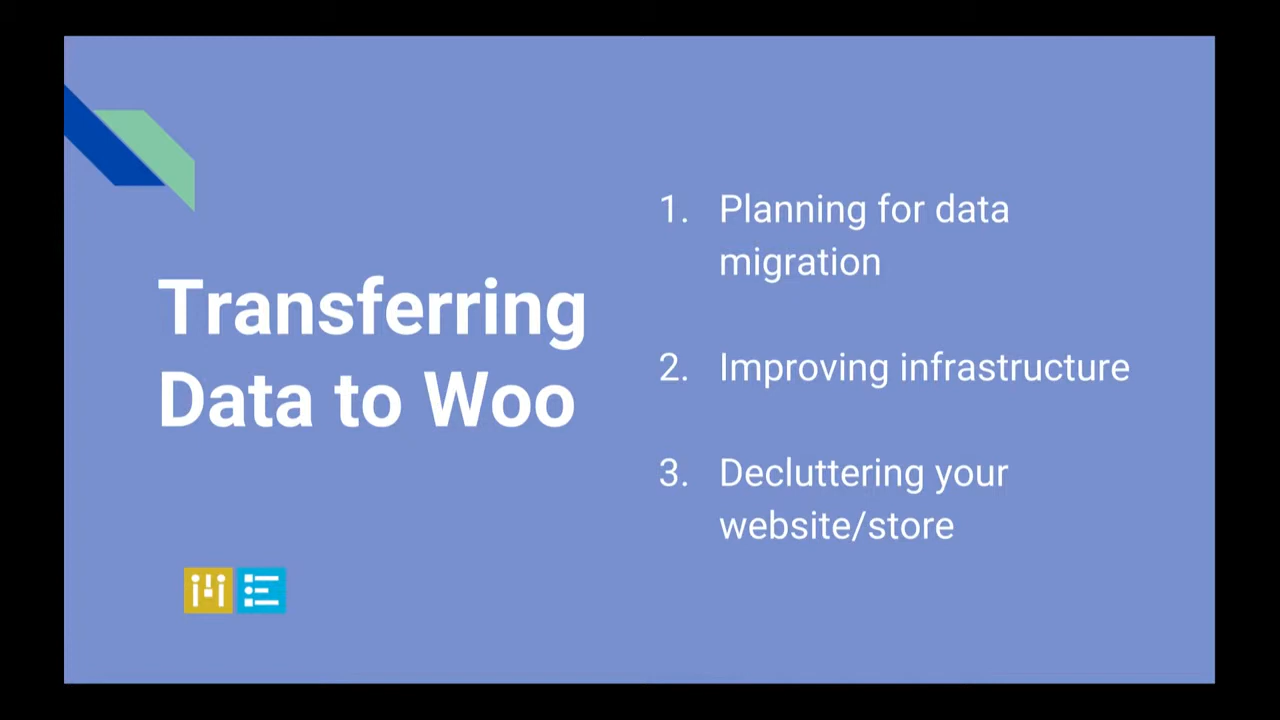 Transferring
Data to Woo
1. Planning for data
migration
2. Improving infrastructure
3. Decluttering your
website/store